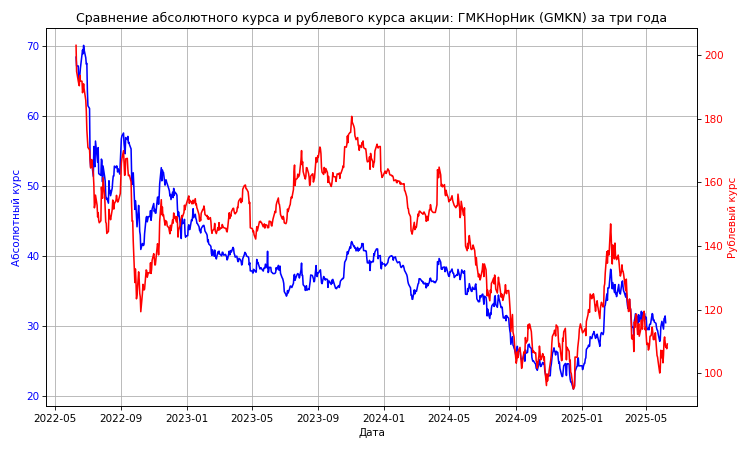 Сравнение абсолютного курса и рублевого курса акции: ГМКНорНик (GMKN) за три года
Абсолютный курс
70
60
50
40
30
20
Рублевый курс
200
180
160
140
120
100
2022-05 2022-09 2023-01 2023-05 2023-09 2024-01 2024-05 2024-09 2025-01 2025-05
Дата